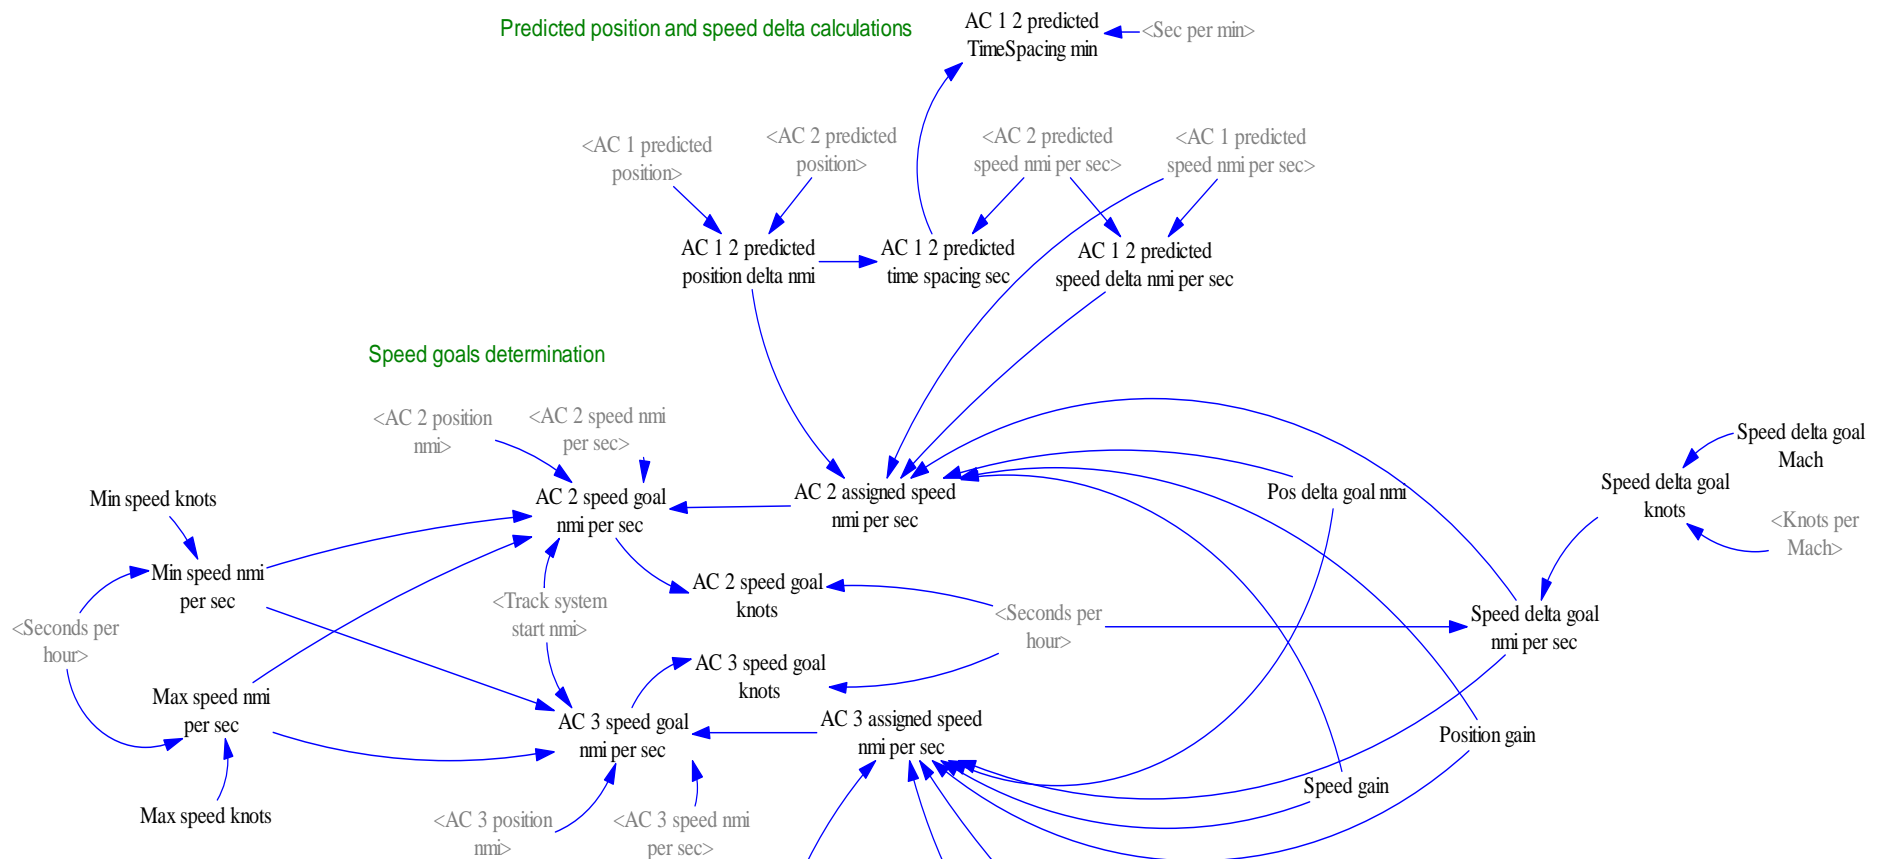 Predicted position and speed delta calculations
AC 1 2 predicted
TimeSpacing min
<Sec per min>
<AC 1 predicted
position>
<AC 2 predicted
position>
<AC 2 predicted
speed nmi per sec>
<AC 1 predicted
speed nmi per sec>
AC 1 2 predicted
position delta nmi
AC 1 2 predicted
time spacing sec
AC 1 2 predicted
speed delta nmi per sec
Speed goals determination
<AC 2 position
nmi>
<AC 2 speed nmi
per sec>
Speed delta goal
Mach
Min speed knots
AC 2 speed goal
nmi per sec
AC 2 assigned speed
nmi per sec
Pos delta goal nmi
Speed delta goal
knots
<Knots per
Mach>
Min speed nmi
per sec
<Track system
start nmi>
AC 2 speed goal
knots
<Seconds per
hour>
Speed delta goal
nmi per sec
<Seconds per
hour>
AC 3 speed goal
knots
Max speed nmi
per sec
AC 3 speed goal
nmi per sec
AC 3 assigned speed
nmi per sec
Position gain
Speed gain
Max speed knots
<AC 3 position
nmi>
<AC 3 speed nmi
per sec>